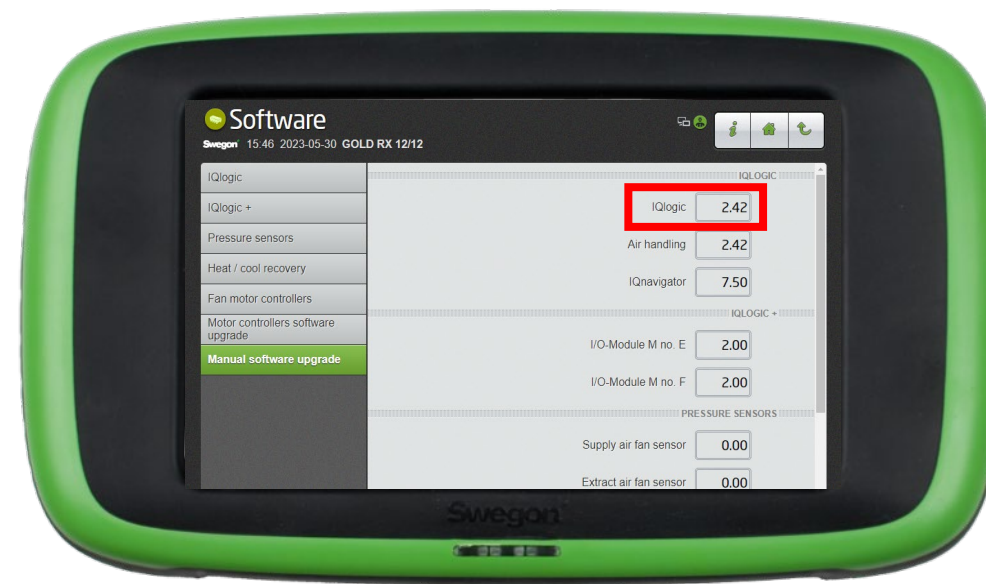 Software
Swegon 15:46 2023-05-30 GOLD RX 12/12
i
IQlogic
IQlogic +
Pressure sensors
Heat / cool recovery
Fan motor controllers
Motor controllers software
upgrade
Manual software upgrade
IQLOGIC
IQlogic 2.42
Air handling 2.42
IQnavigator 7.50
IQLOGIC +
I/O-Module M no. E 2.00
I/O-Module M no. F 2.00
PRESSURE SENSORS
Supply air fan sensor 0.00
Extract air fan sensor 0.00
Swegon